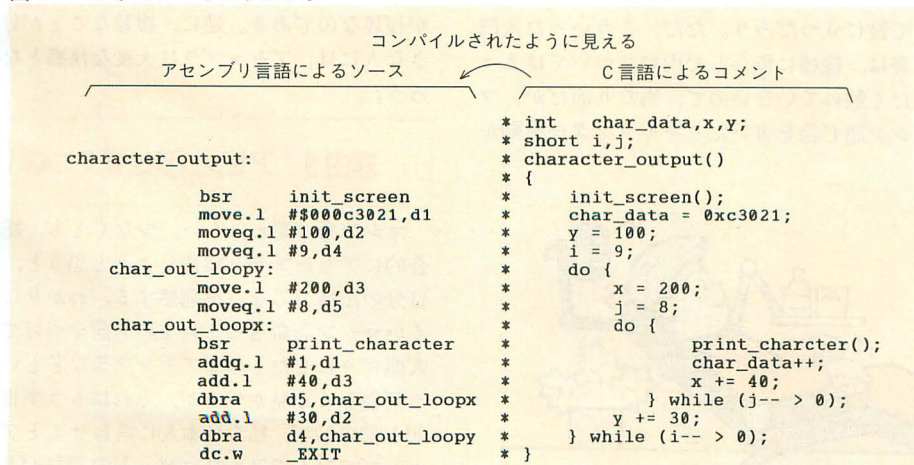 コンパイルされたように見える
アセンブリ言語によるソース C言語によるコメント
* int char_data,x,y;
* short i,j;
character_output: * character_output()
* {
bsr init_screen * init_screen();
move.l #$000c3021,d1 * char_data = 0xc3021;
moveq.l #100,d2 * y = 100;
moveq.l #9,d4 * i = 9;
char_out_loopy: * do {
move.l #200,d3 * x = 200;
moveq.l #8,d5 * j = 8;
char_out_loopx: * do {
bsr print_character * print_charcter();
addq.l #1,d1 * char_data++;
add.l #40,d3 * x += 40;
dbra d5,char_out_loopx * } while (j-- > 0);
add.l #30,d2 * y += 30;
dbra d4,char_out_loopy * } while (i-- > 0);
dc.w _EXIT * }